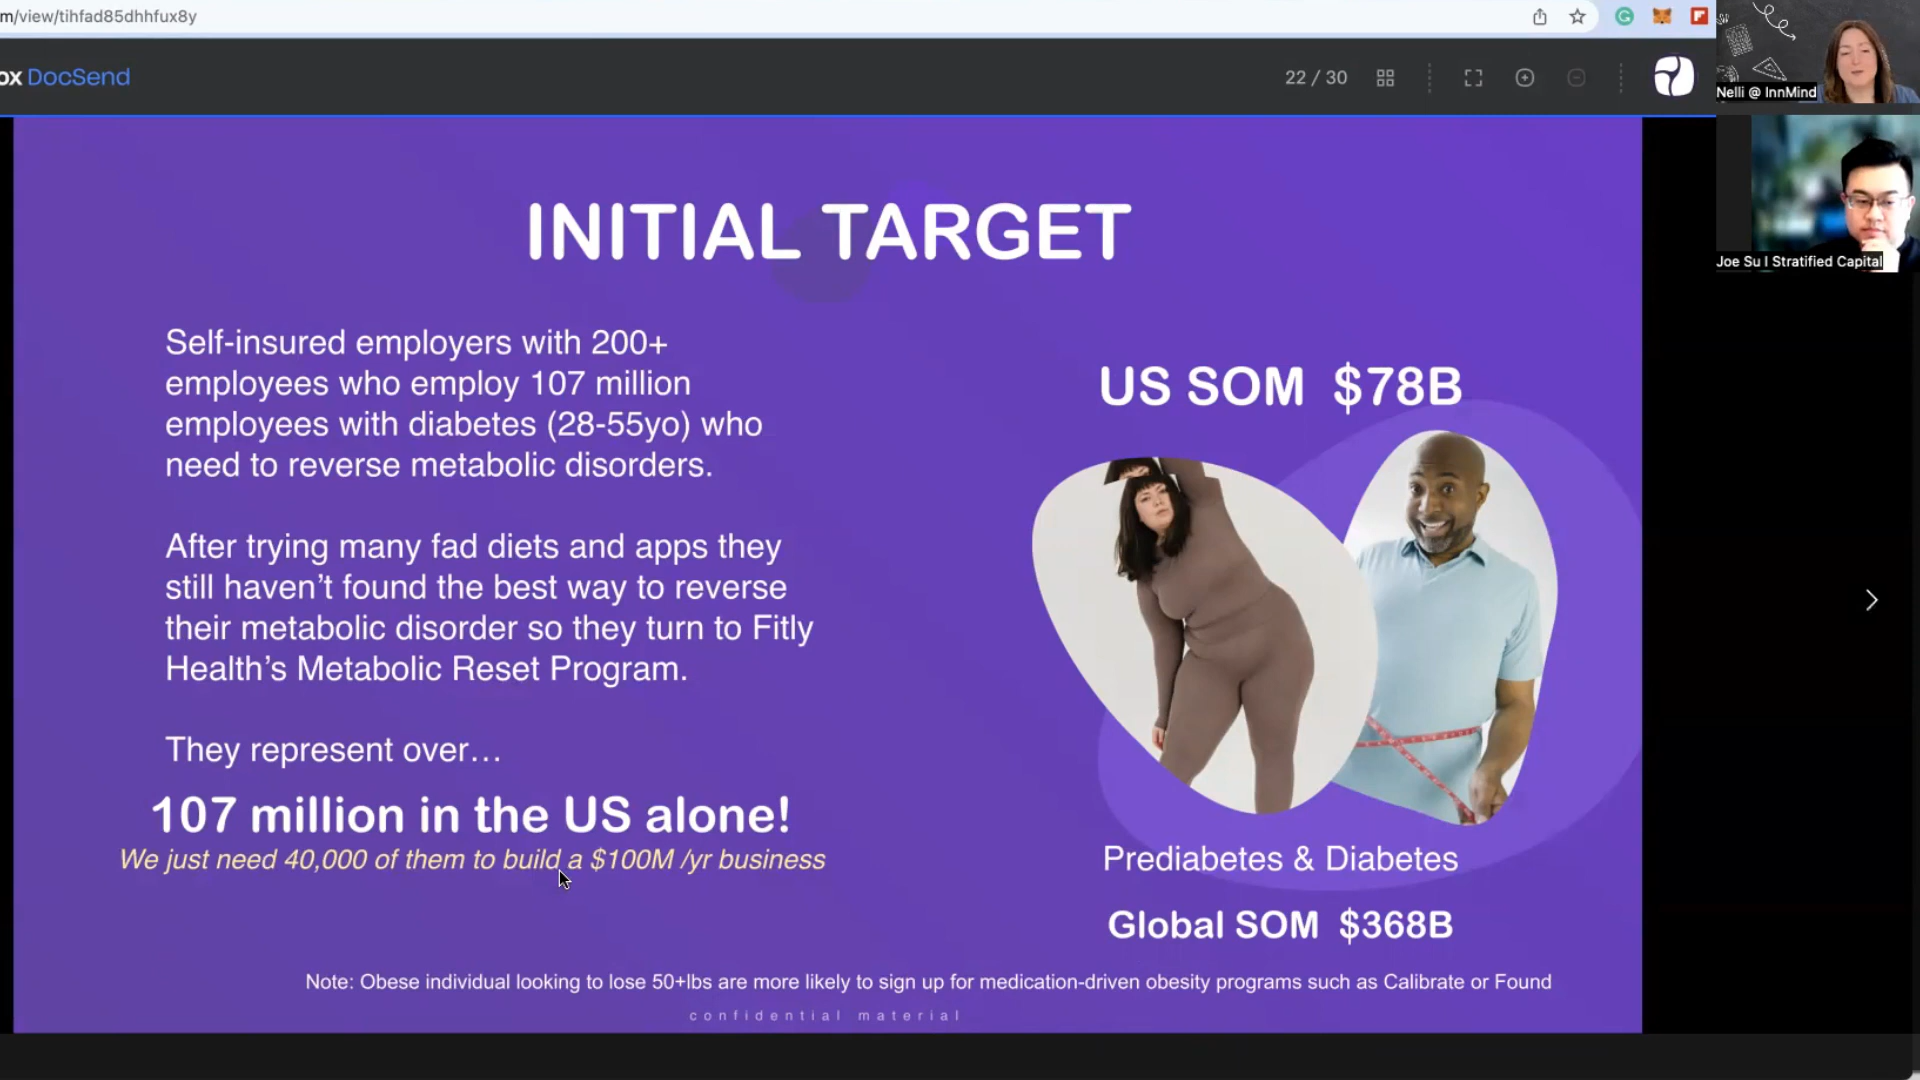 m/view/tihfad85dhhfux8y
ox DocSend
22 / 30
Nelli @ InnMind
Joe Su I Stratified Capital
INITIAL TARGET
Self-insured employers with 200+
employees who employ 107 million
employees with diabetes (28-55yo) who
need to reverse metabolic disorders.
After trying many fad diets and apps they
still haven’t found the best way to reverse
their metabolic disorder so they turn to Fitly
Health’s Metabolic Reset Program.
They represent over…
107 million in the US alone!
We just need 40,000 of them to build a $100M /yr business
US SOM $78B
Prediabetes & Diabetes
Global SOM $368B
Note: Obese individual looking to lose 50+lbs are more likely to sign up for medication-driven obesity programs such as Calibrate or Found
confidential material